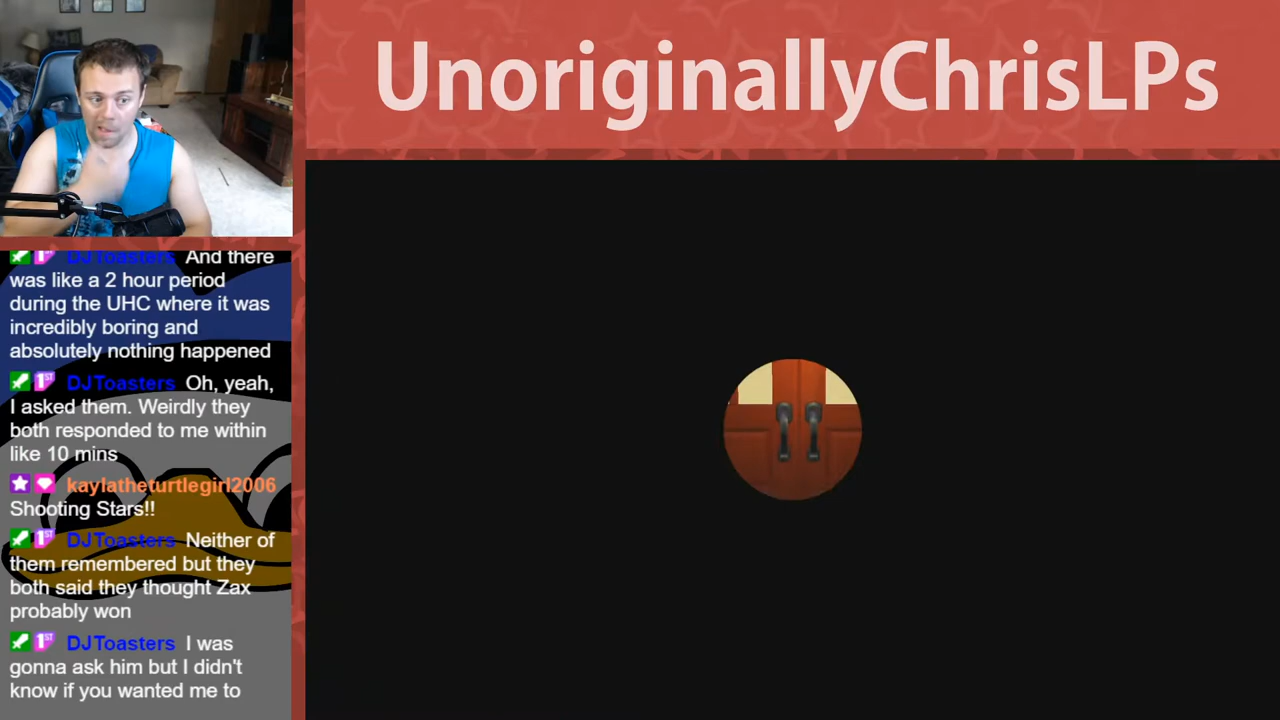 UnoriginallyChrisLPs
DJToasters And there
was like a 2 hour period
during the UHC where it was
incredibly boring and
absolutely nothing happened
DJToasters Oh, yeah,
I asked them. Weirdly they
both responded to me within
like 10 mins
kaylatheturtlegirl2006
Shooting Stars!!
DJToasters Neither of
them remembered but they
both said they thought Zax
probably won
DJToasters I was
gonna ask him but I didn't
know if you wanted me to